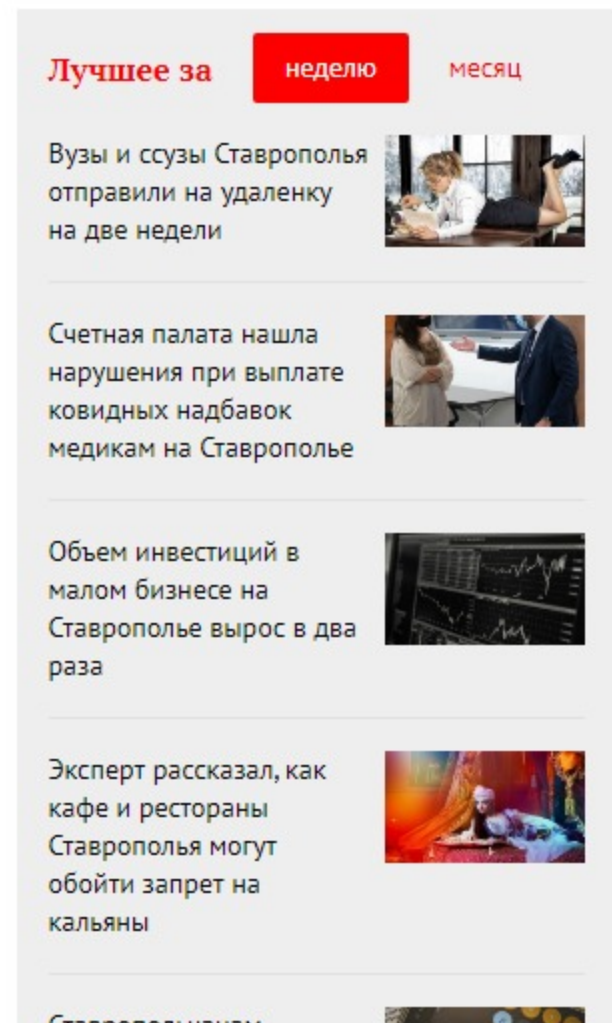 Лучшее за неделю месяц
Вузы и ссузы Ставрополья
отправили на удаленку
на две недели
Счетная палата нашла
нарушения при выплате
ковидных надбавок
медикам на Ставрополье
Объем инвестиций в
малом бизнесе на
Ставрополье вырос в два
раза
Эксперт рассказал, как
кафе и рестораны
Ставрополья могут
обойти запрет на
кальяны